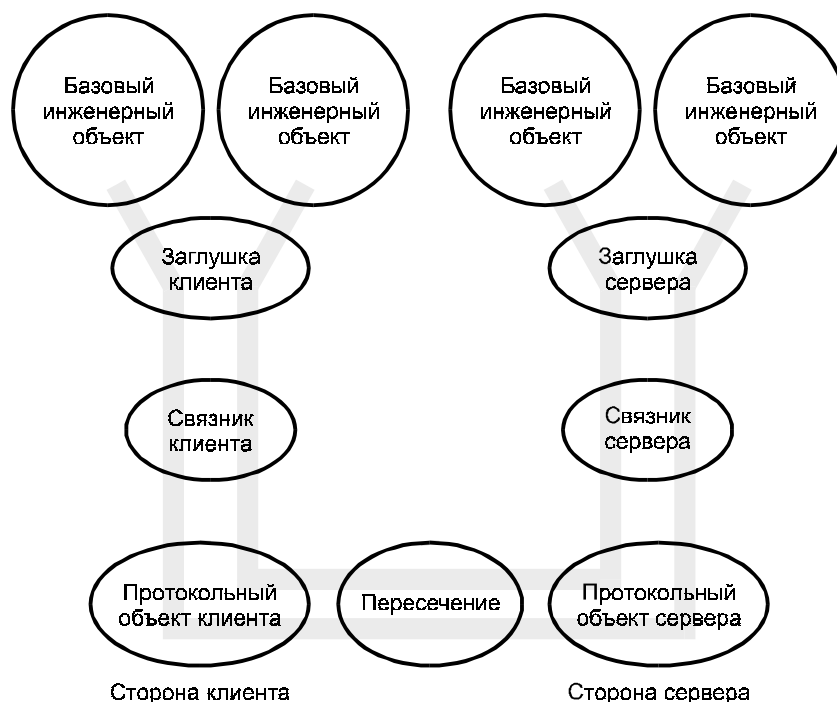 Базовый
инженерный
объект
Базовый
инженерный
объект
Базовый
инженерный
объект
Базовый
инженерный
объект
Заглушка
клиента
Заглушка
сервера
Связник
клиента
Связник
сервера
Протокольный
объект клиента
Пересечение
Протокольный
объект сервера
Сторона клиента
Сторона сервера